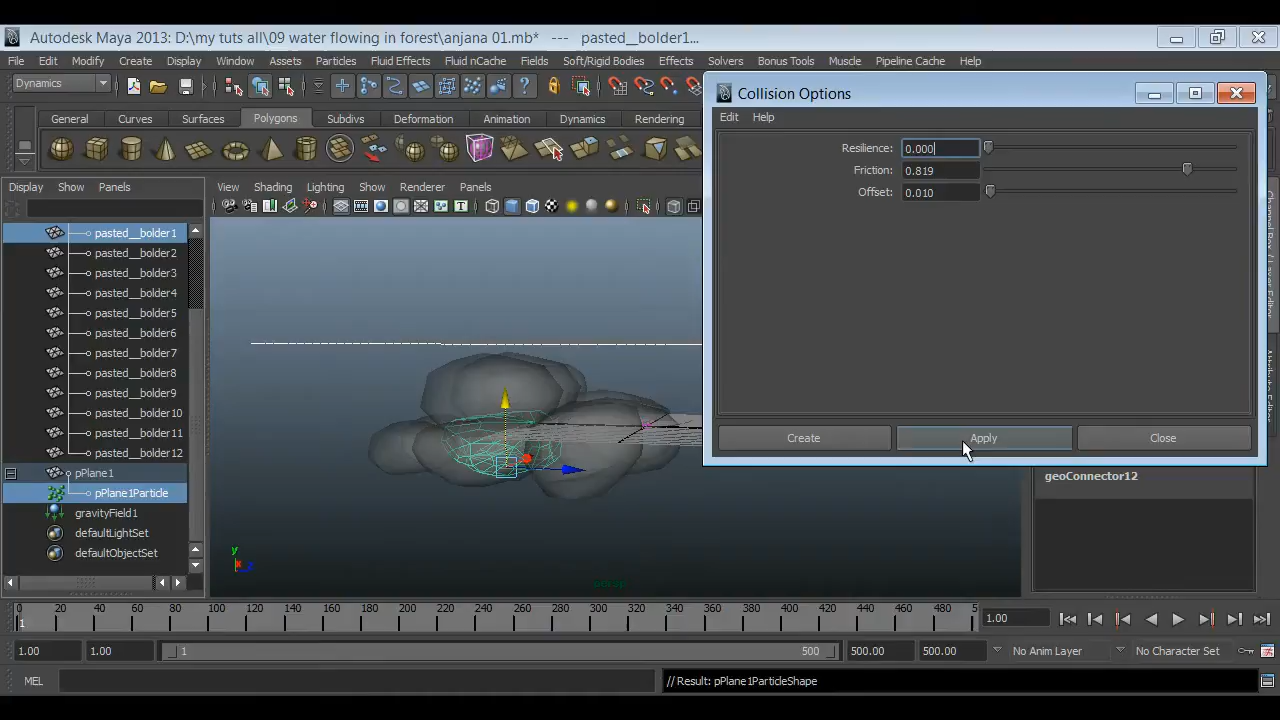 Autodesk Maya 2013: D:\my tuts all\09 water flowing in forest\anjana 01.mb* --- pasted__bolder1...
File Edit Modify Create Display Window Assets Particles Fluid Effects Fluid nCache Fields Soft/Rigid Bodies Effects Solvers Bonus Tools Muscle Pipeline Cache Help
Dynamics
General Curves Surfaces Polygons Subdivs Deformation Animation Dynamics Rendering
Display Show Panels
View Shading Lighting Show Renderer Panels
pasted__bolder1
pasted__bolder2
pasted__bolder3
pasted__bolder4
pasted__bolder5
pasted__bolder6
pasted__bolder7
pasted__bolder8
pasted__bolder9
pasted__bolder10
pasted__bolder11
pasted__bolder12
pPlane1
pPlane1Particle
gravityField1
defaultLightSet
defaultObjectSet
y
x
persp
Collision Options
Edit Help
Resilience: 0.000
Friction: 0.819
Offset: 0.010
Create Apply Close
geoConnector12
0 20 40 60 80 100 120 140 160 180 200 220 240 260 280 300 320 340 360 380 400 420 440 460 480 5
1
1.00
1.00 1.00 1 500 500.00 500.00 No Anim Layer No Character Set
MEL // Result: pPlane1ParticleShape